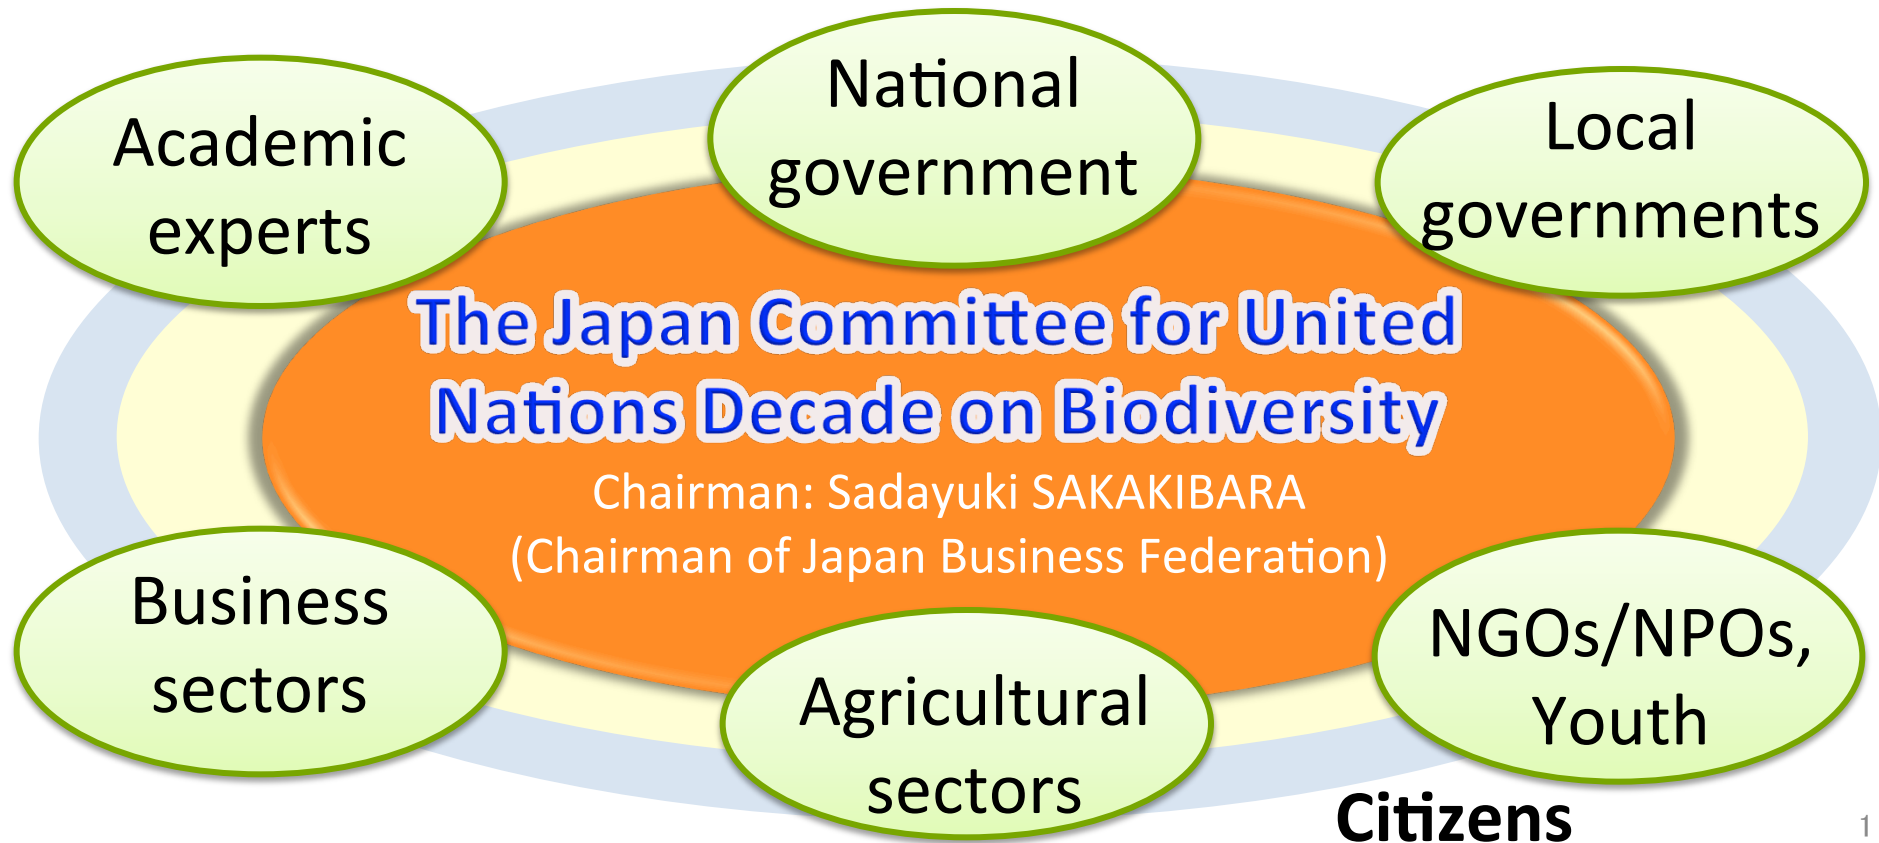 Academic
experts
National
government
Local
governments
The Japan Committee for United
Nations Decade on Biodiversity
Chairman: Sadayuki SAKAKIBARA
(Chairman of Japan Business Federation)
Business
sectors
Agricultural
sectors
NGOs/NPOs,
Youth
Citizens
1